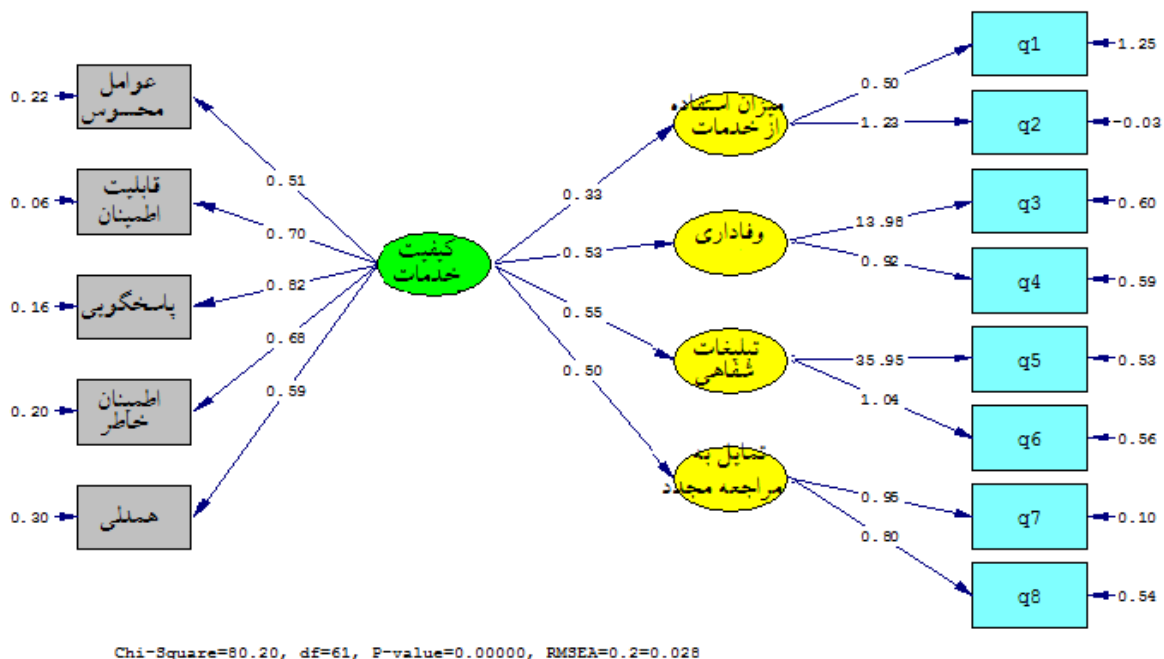 عوامل
محسوس
قابلیت
اطمینان
پاسخگویی
اطمینان
خاطر
همدلی
0.22
0.06
0.16
0.20
0.30
0.51
0.70
0.82
0.68
0.59
کیفیت
خدمات
0.33
0.53
0.55
0.50
میزان استفاده
از خدمات
وفاداری
تبلیغات
شفاهی
تمایل به
مراجعه مجدد
0.50
1.23
13.98
0.92
35.95
1.04
0.95
0.80
q1
q2
q3
q4
q5
q6
q7
q8
1.25
-0.03
0.60
0.59
0.53
0.56
0.10
0.54
Chi-Square=80.20, df=61, P-value=0.00000, RMSEA=0.2=0.028